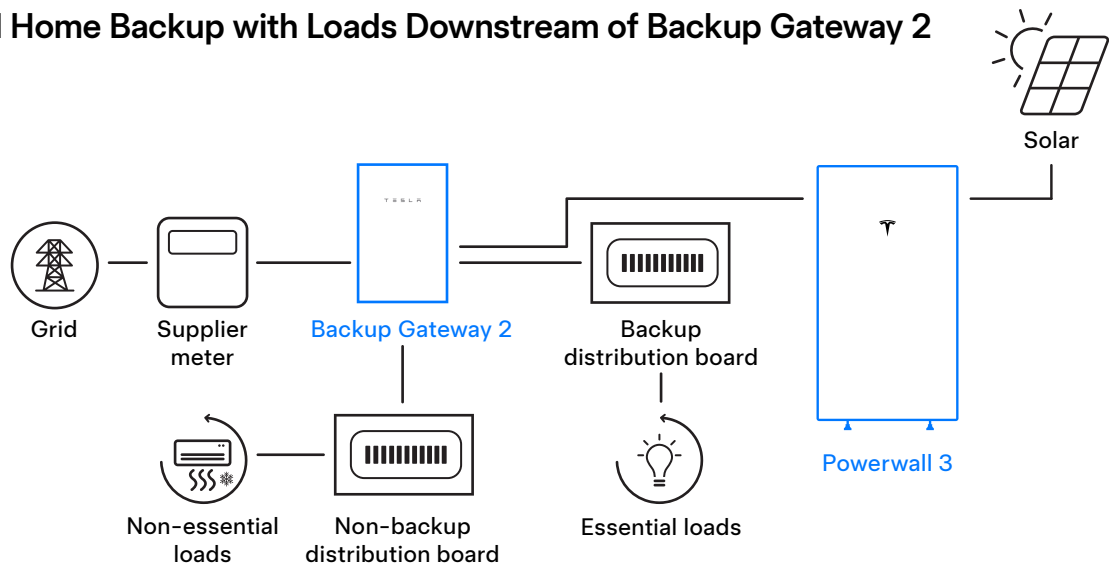 Home Backup with Loads Downstream of Backup Gateway 2
Solar
TESLA
Grid
Supplier
meter
Backup Gateway 2
Backup
distribution board
Powerwall 3
Non-essential
loads
Non-backup
distribution board
Essential loads